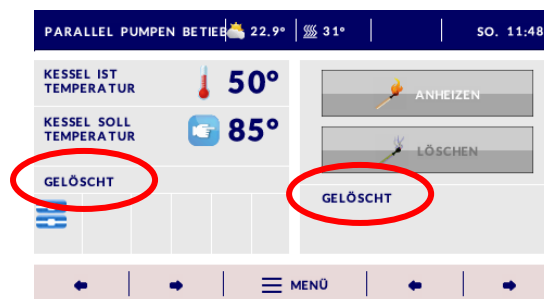 PARALLEL PUMPEN BETRIEB 22.9° 31° SO. 11:48
KESSEL IST
TEMPERATUR
50°
KESSEL SOLL
TEMPERATUR
85°
GELÖSCHT
ANHEIZEN
LÖSCHEN
GELÖSCHT
MENÜ